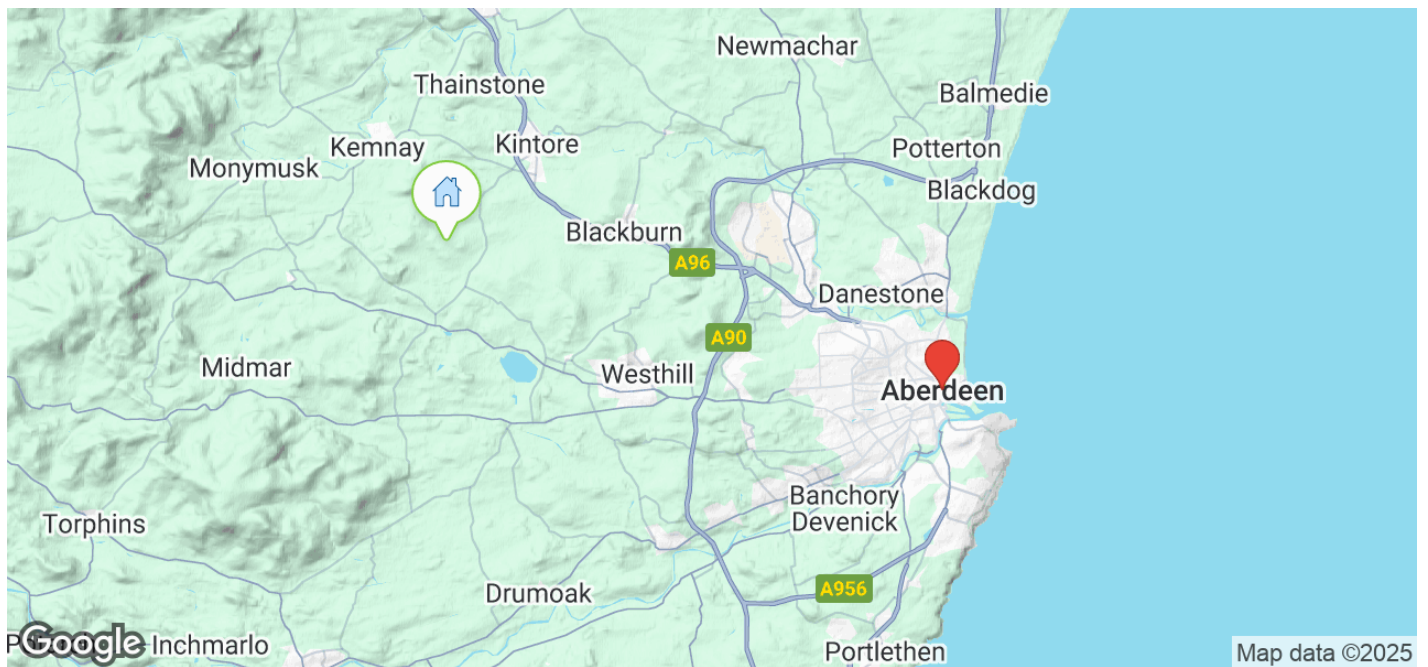 Newmachar
Thainstone
Balmedie
Kintore
Kemnay
Potterton
Monymusk
Blackdog
Blackburn
A96
Danestone
A90
Midmar
Westhill
Aberdeen
Banchory
Devenick
Torphins
Drumoak
A956
Google
Inchmarlo
Portlethen
Map data ©2025